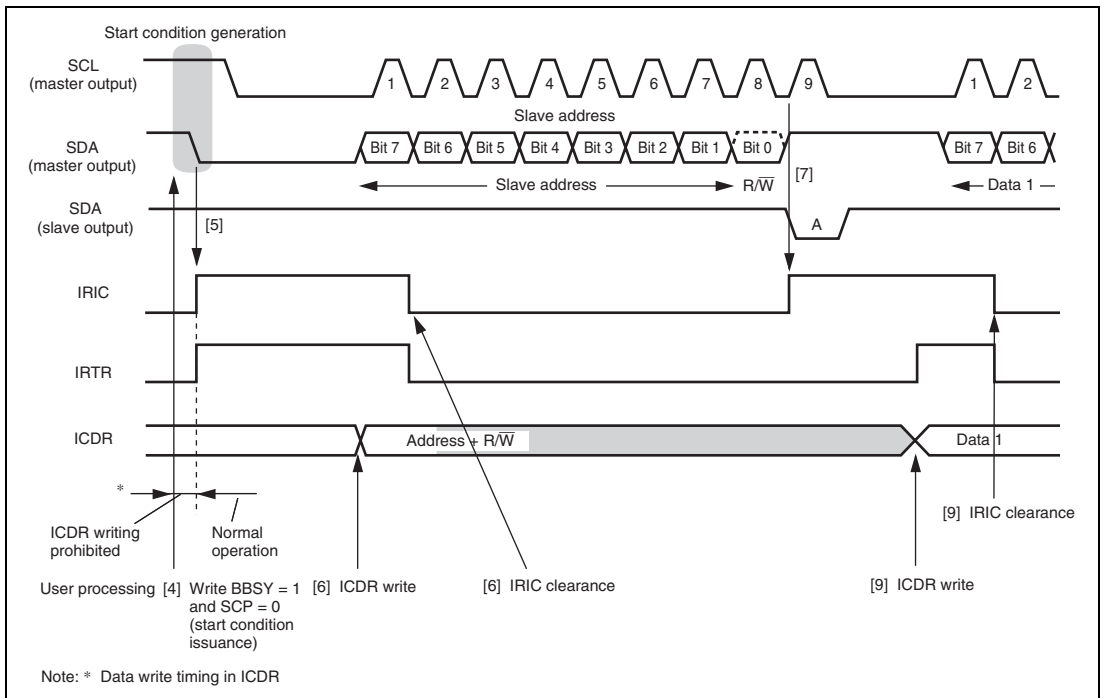 Start condition generation
SCL
(master output)
1 2 3 4 5 6 7 8 9 1 2
Slave address
SDA
(master output)
Bit 7 Bit 6 Bit 5 Bit 4 Bit 3 Bit 2 Bit 1 Bit 0 Bit 7 Bit 6
Slave address R/W̅ [7] Data 1
SDA
(slave output)
[5]
A
IRIC
IRTR
ICDR
Address + R/W̅
Data 1
*
ICDR writing
prohibited
Normal
operation
[9] IRIC clearance
User processing [4] Write BBSY = 1
and SCP = 0
(start condition
issuance)
[6] ICDR write
[6] IRIC clearance
[9] ICDR write
Note: * Data write timing in ICDR